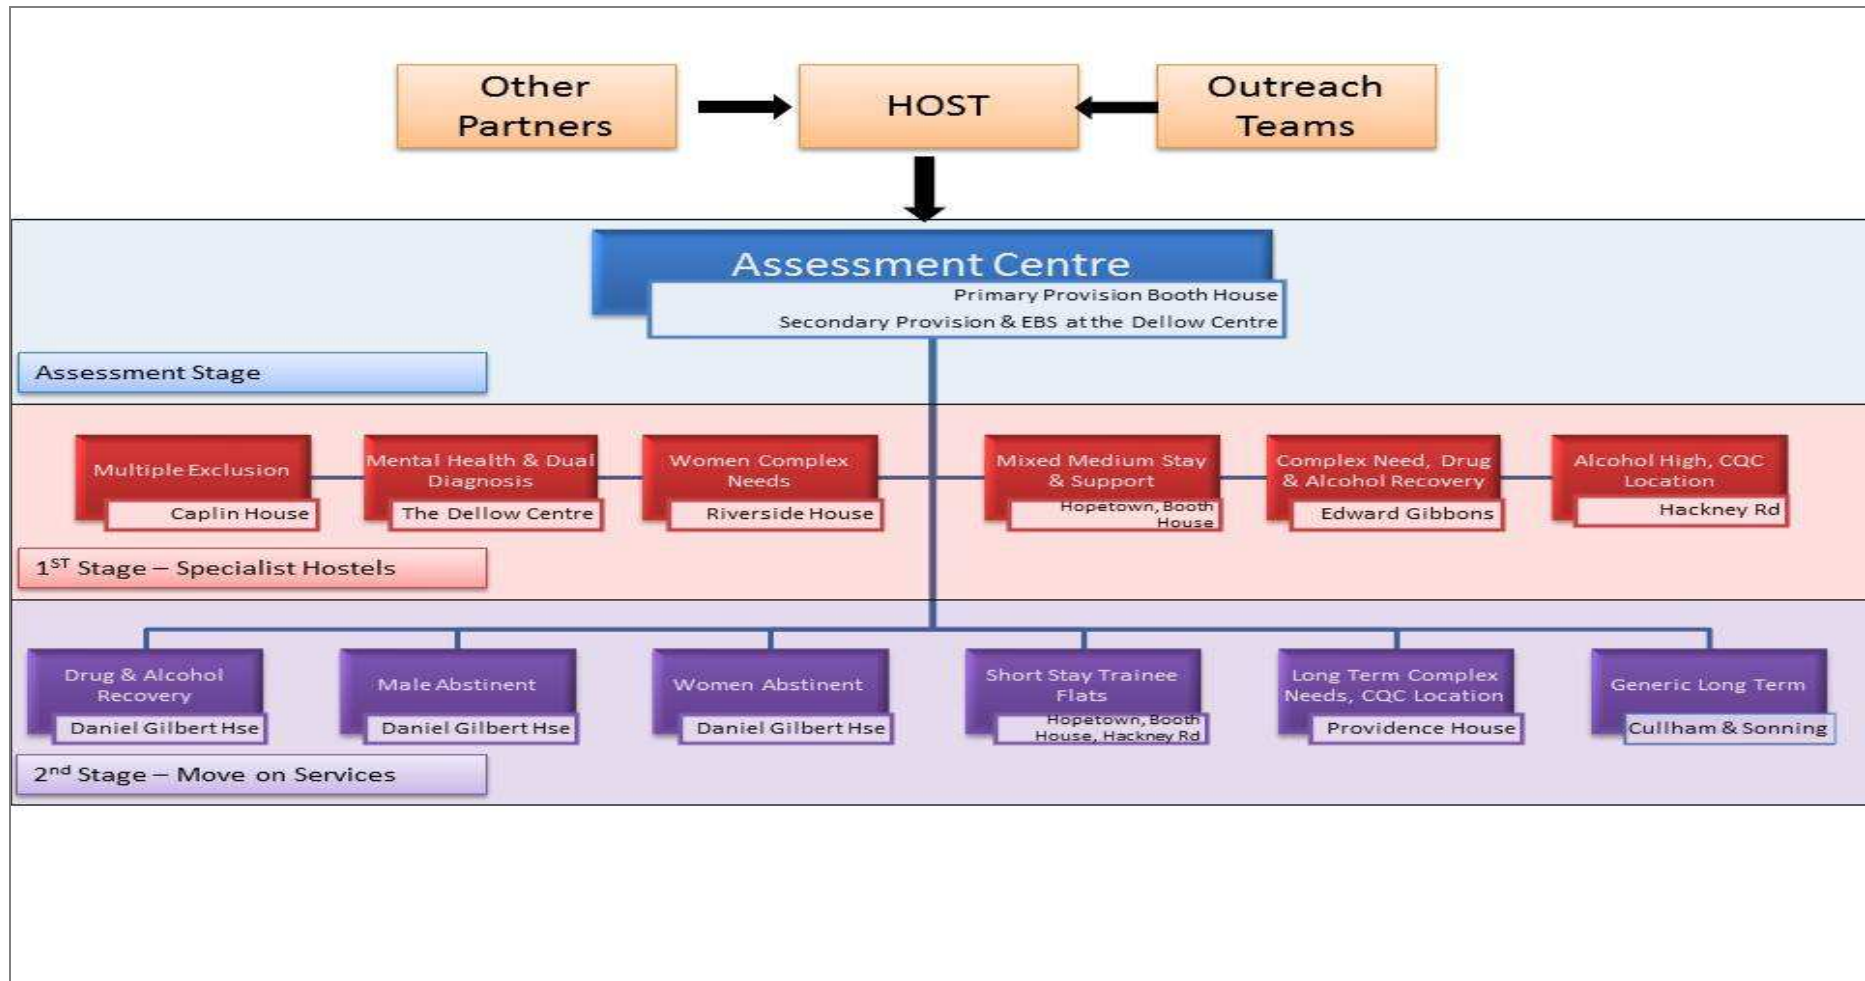 Other
Partners
HOST
Outreach
Teams
Assessment Centre
Primary Provision Booth House
Secondary Provision & EBS at the Dellow Centre
Assessment Stage
Multiple Exclusion
Caplin House
Mental Health & Dual
Diagnosis
The Dellow Centre
Women Complex
Needs
Riverside House
Mixed Medium Stay
& Support
Hopetown, Booth
House
Complex Need, Drug
& Alcohol Recovery
Edward Gibbons
Alcohol High, CQC
Location
Hackney Rd
1ST Stage – Specialist Hostels
Drug & Alcohol
Recovery
Daniel Gilbert Hse
Male Abstinent
Daniel Gilbert Hse
Women Abstinent
Daniel Gilbert Hse
Short Stay Trainee
Flats
Hopetown, Booth
House, Hackney Rd
Long Term Complex
Needs, CQC Location
Providence House
Generic Long Term
Cullham & Sonning
2nd Stage – Move on Services